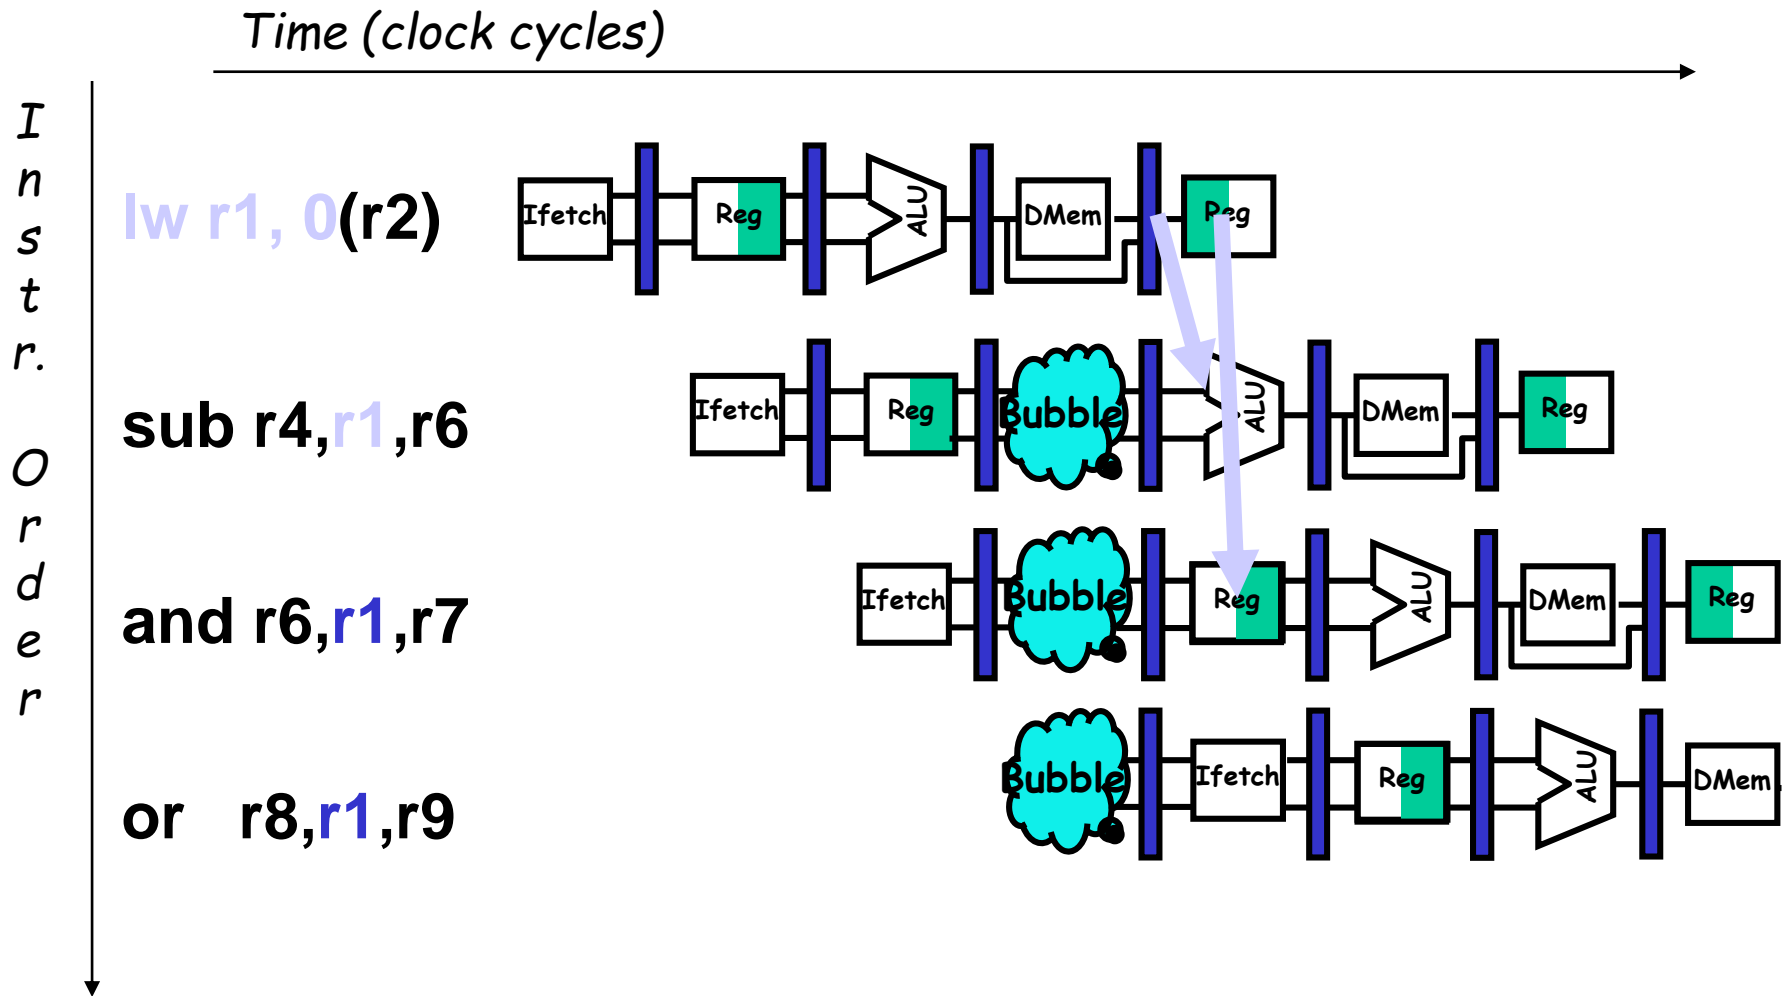 Time (clock cycles)
I
n
s
t
r.
O
r
d
e
r
lw r1, 0(r2)
Ifetch Reg ALU DMem Reg
sub r4,r1,r6
Ifetch Reg Bubble ALU DMem Reg
and r6,r1,r7
Ifetch Bubble Reg ALU DMem Reg
or r8,r1,r9
Bubble Ifetch Reg ALU DMem